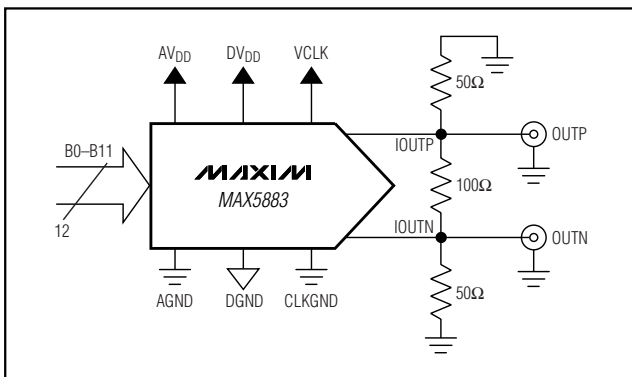 AVDD DVDD VCLK
50Ω
B0–B11
IOUTP
OUTP
MAXIM
MAX5883
100Ω
IOUTN
OUTN
12
50Ω
AGND DGND CLKGND